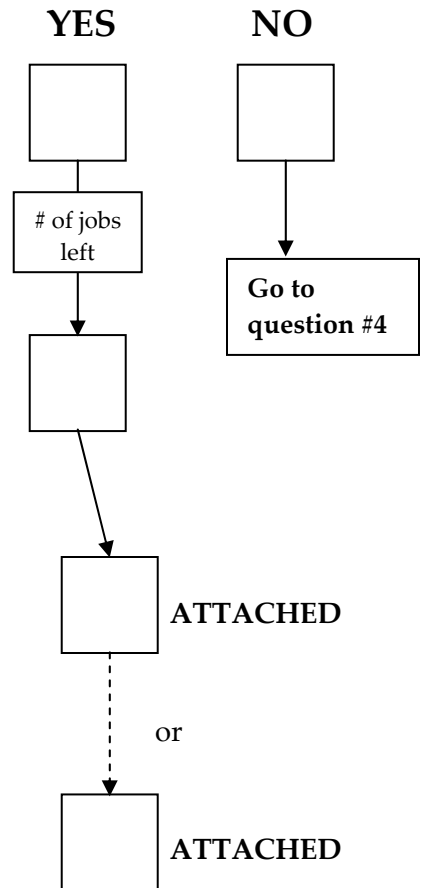 YES NO
# of jobs
left
Go to
question #4
ATTACHED
or
ATTACHED